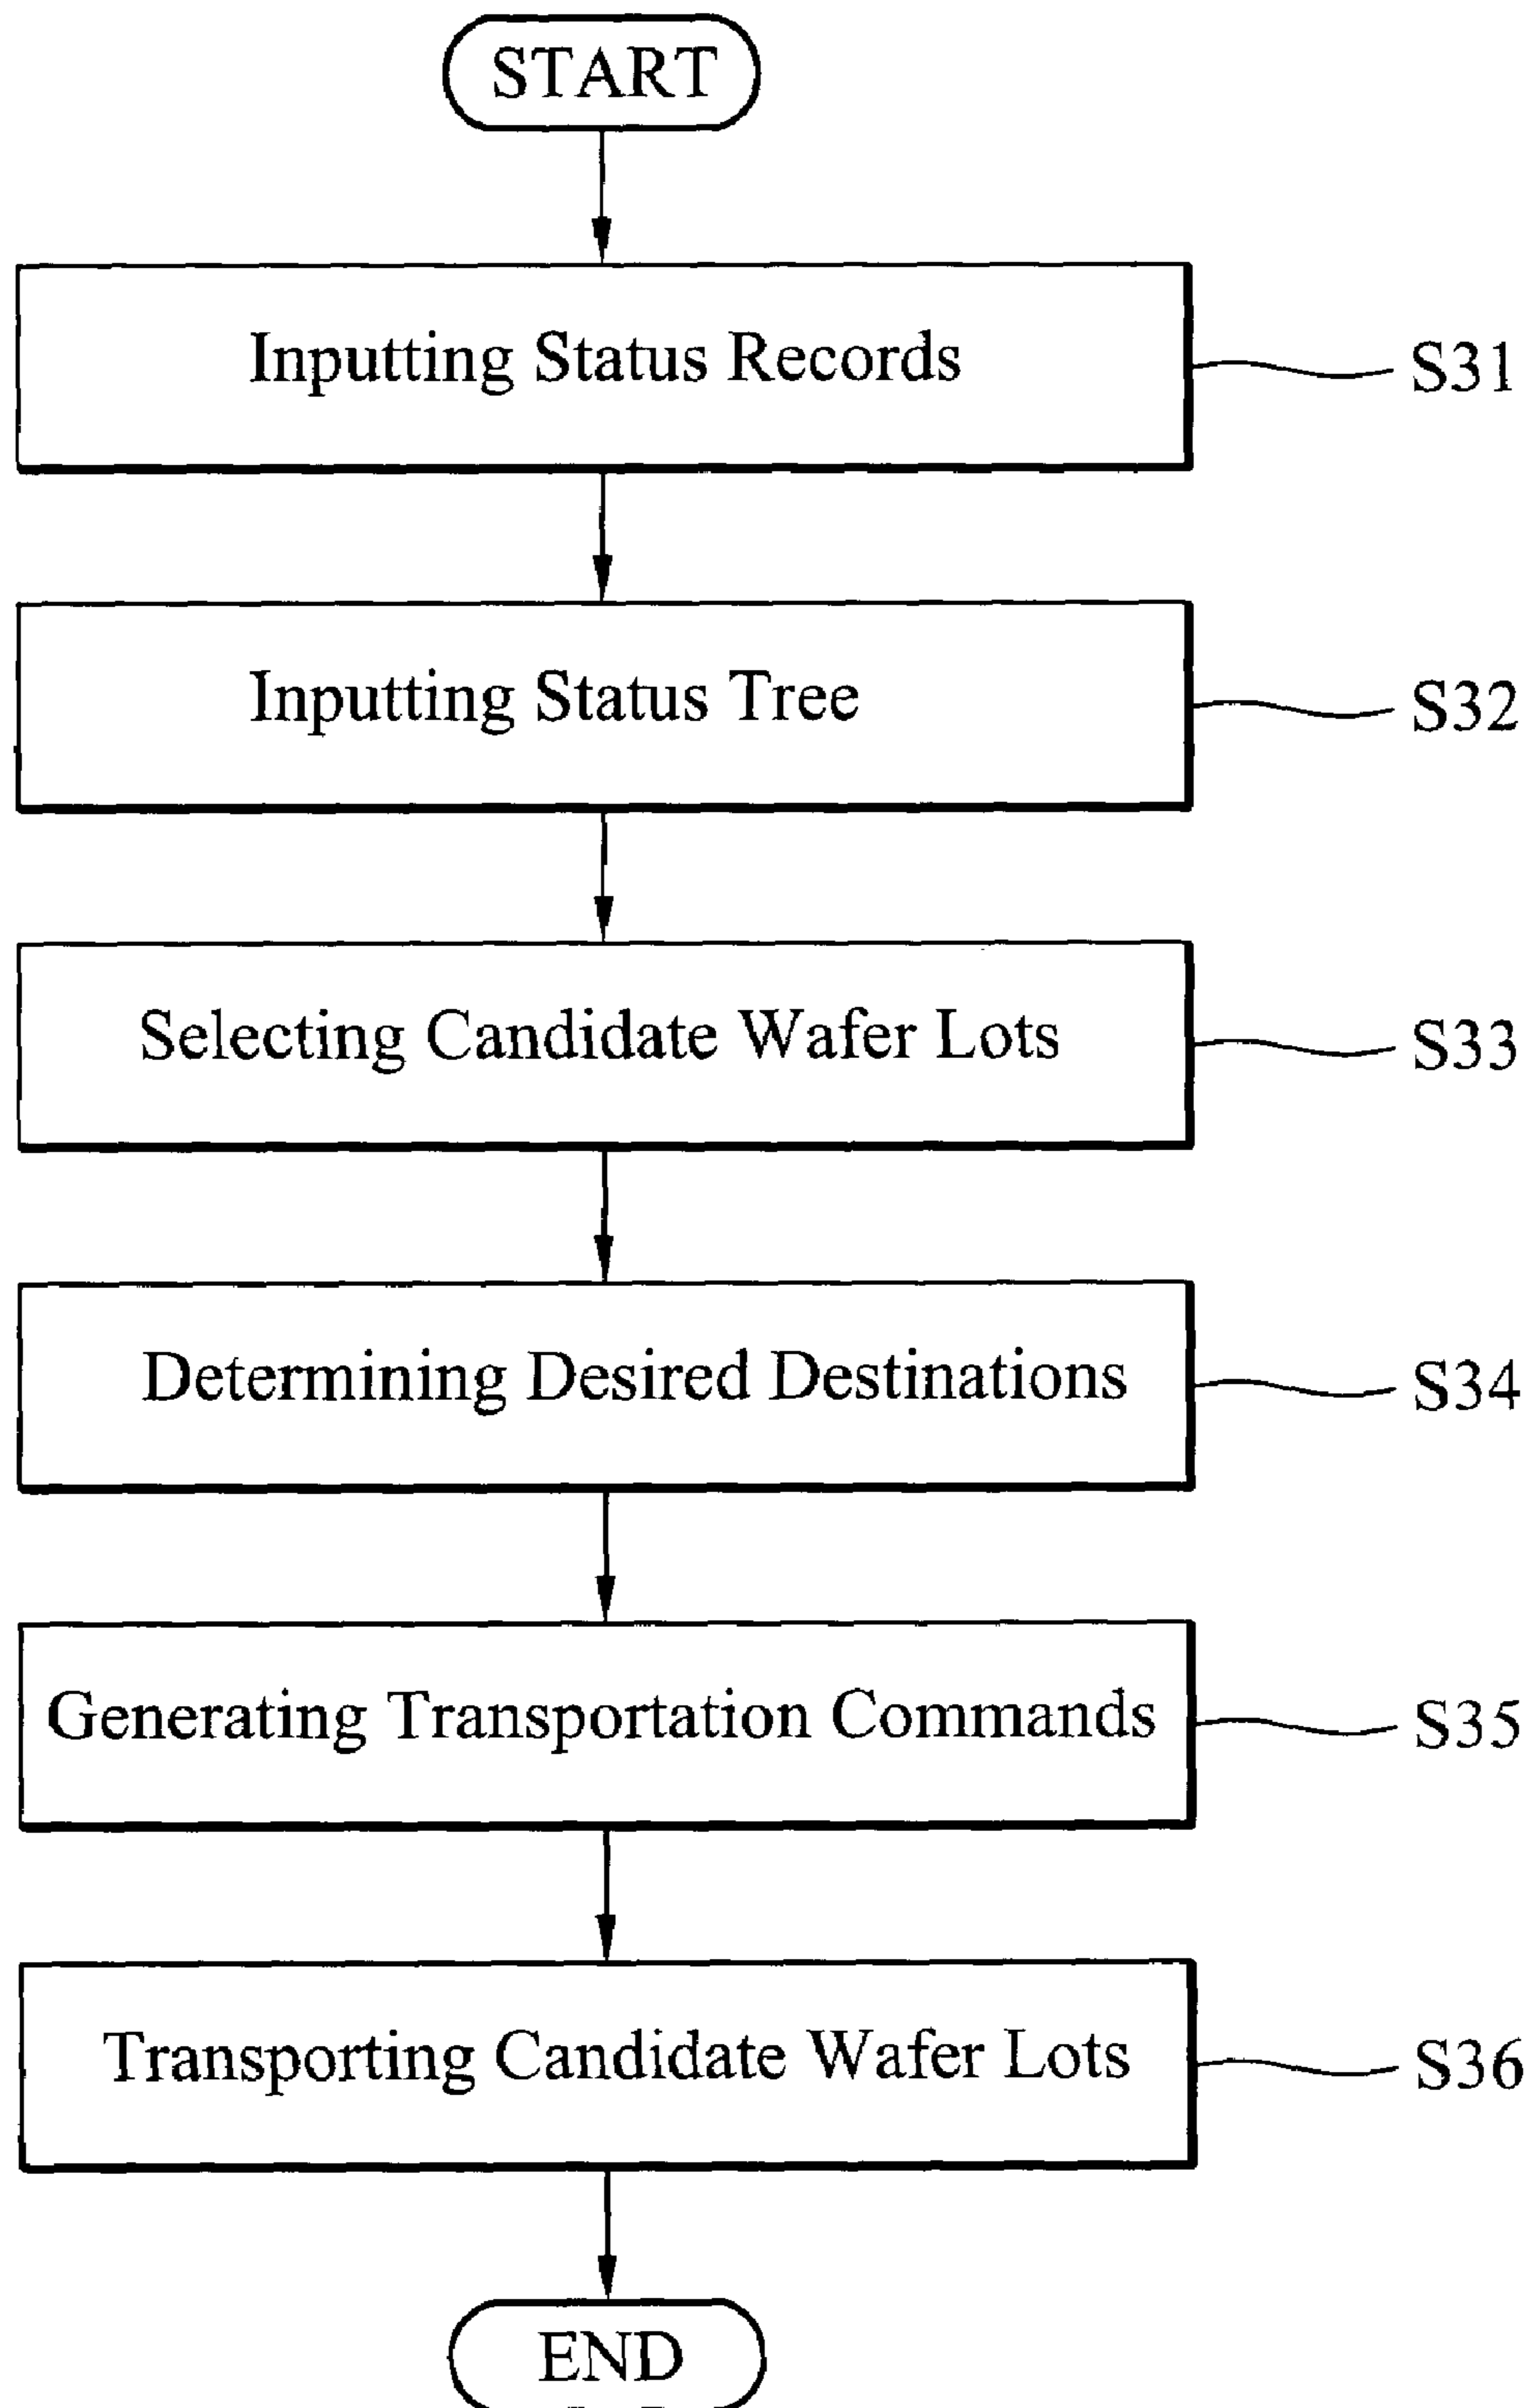 START
Inputting Status Records
S31
Inputting Status Tree
S32
Selecting Candidate Wafer Lots
S33
Determining Desired Destinations
S34
Generating Transportation Commands
S35
Transporting Candidate Wafer Lots
S36
END